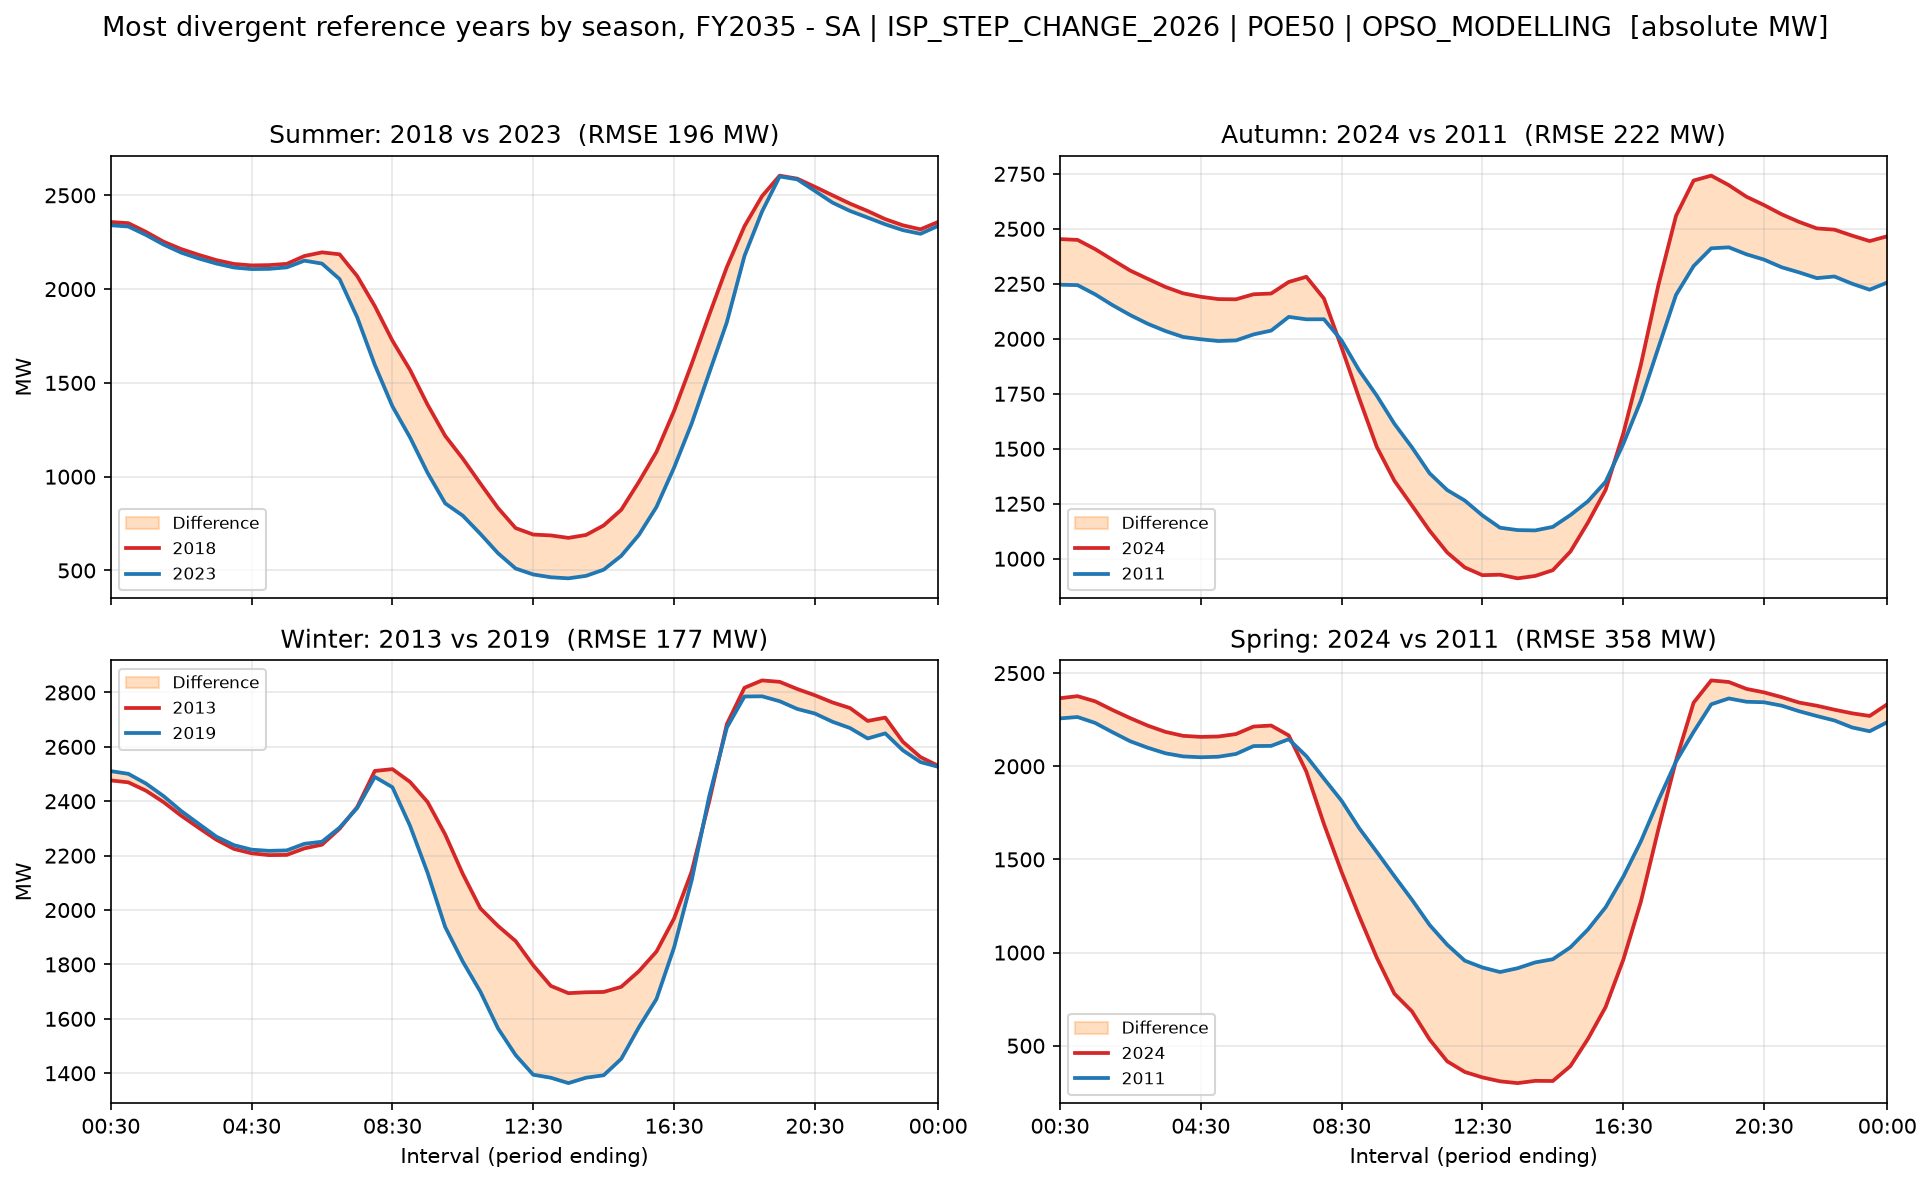 Most divergent reference years by season, FY2035 - SA | ISP_STEP_CHANGE_2026 | POE50 | OPSO_MODELLING  [absolute MW]
Summer: 2018 vs 2023  (RMSE 196 MW)
MW
2500
2000
1500
1000
500
Difference
2018
2023
Autumn: 2024 vs 2011  (RMSE 222 MW)
2750
2500
2250
2000
1750
1500
1250
1000
Difference
2024
2011
Winter: 2013 vs 2019  (RMSE 177 MW)
MW
2800
2600
2400
2200
2000
1800
1600
1400
Difference
2013
2019
00:30 04:30 08:30 12:30 16:30 20:30 00:00
Interval (period ending)
Spring: 2024 vs 2011  (RMSE 358 MW)
2500
2000
1500
1000
500
Difference
2024
2011
00:30 04:30 08:30 12:30 16:30 20:30 00:00
Interval (period ending)